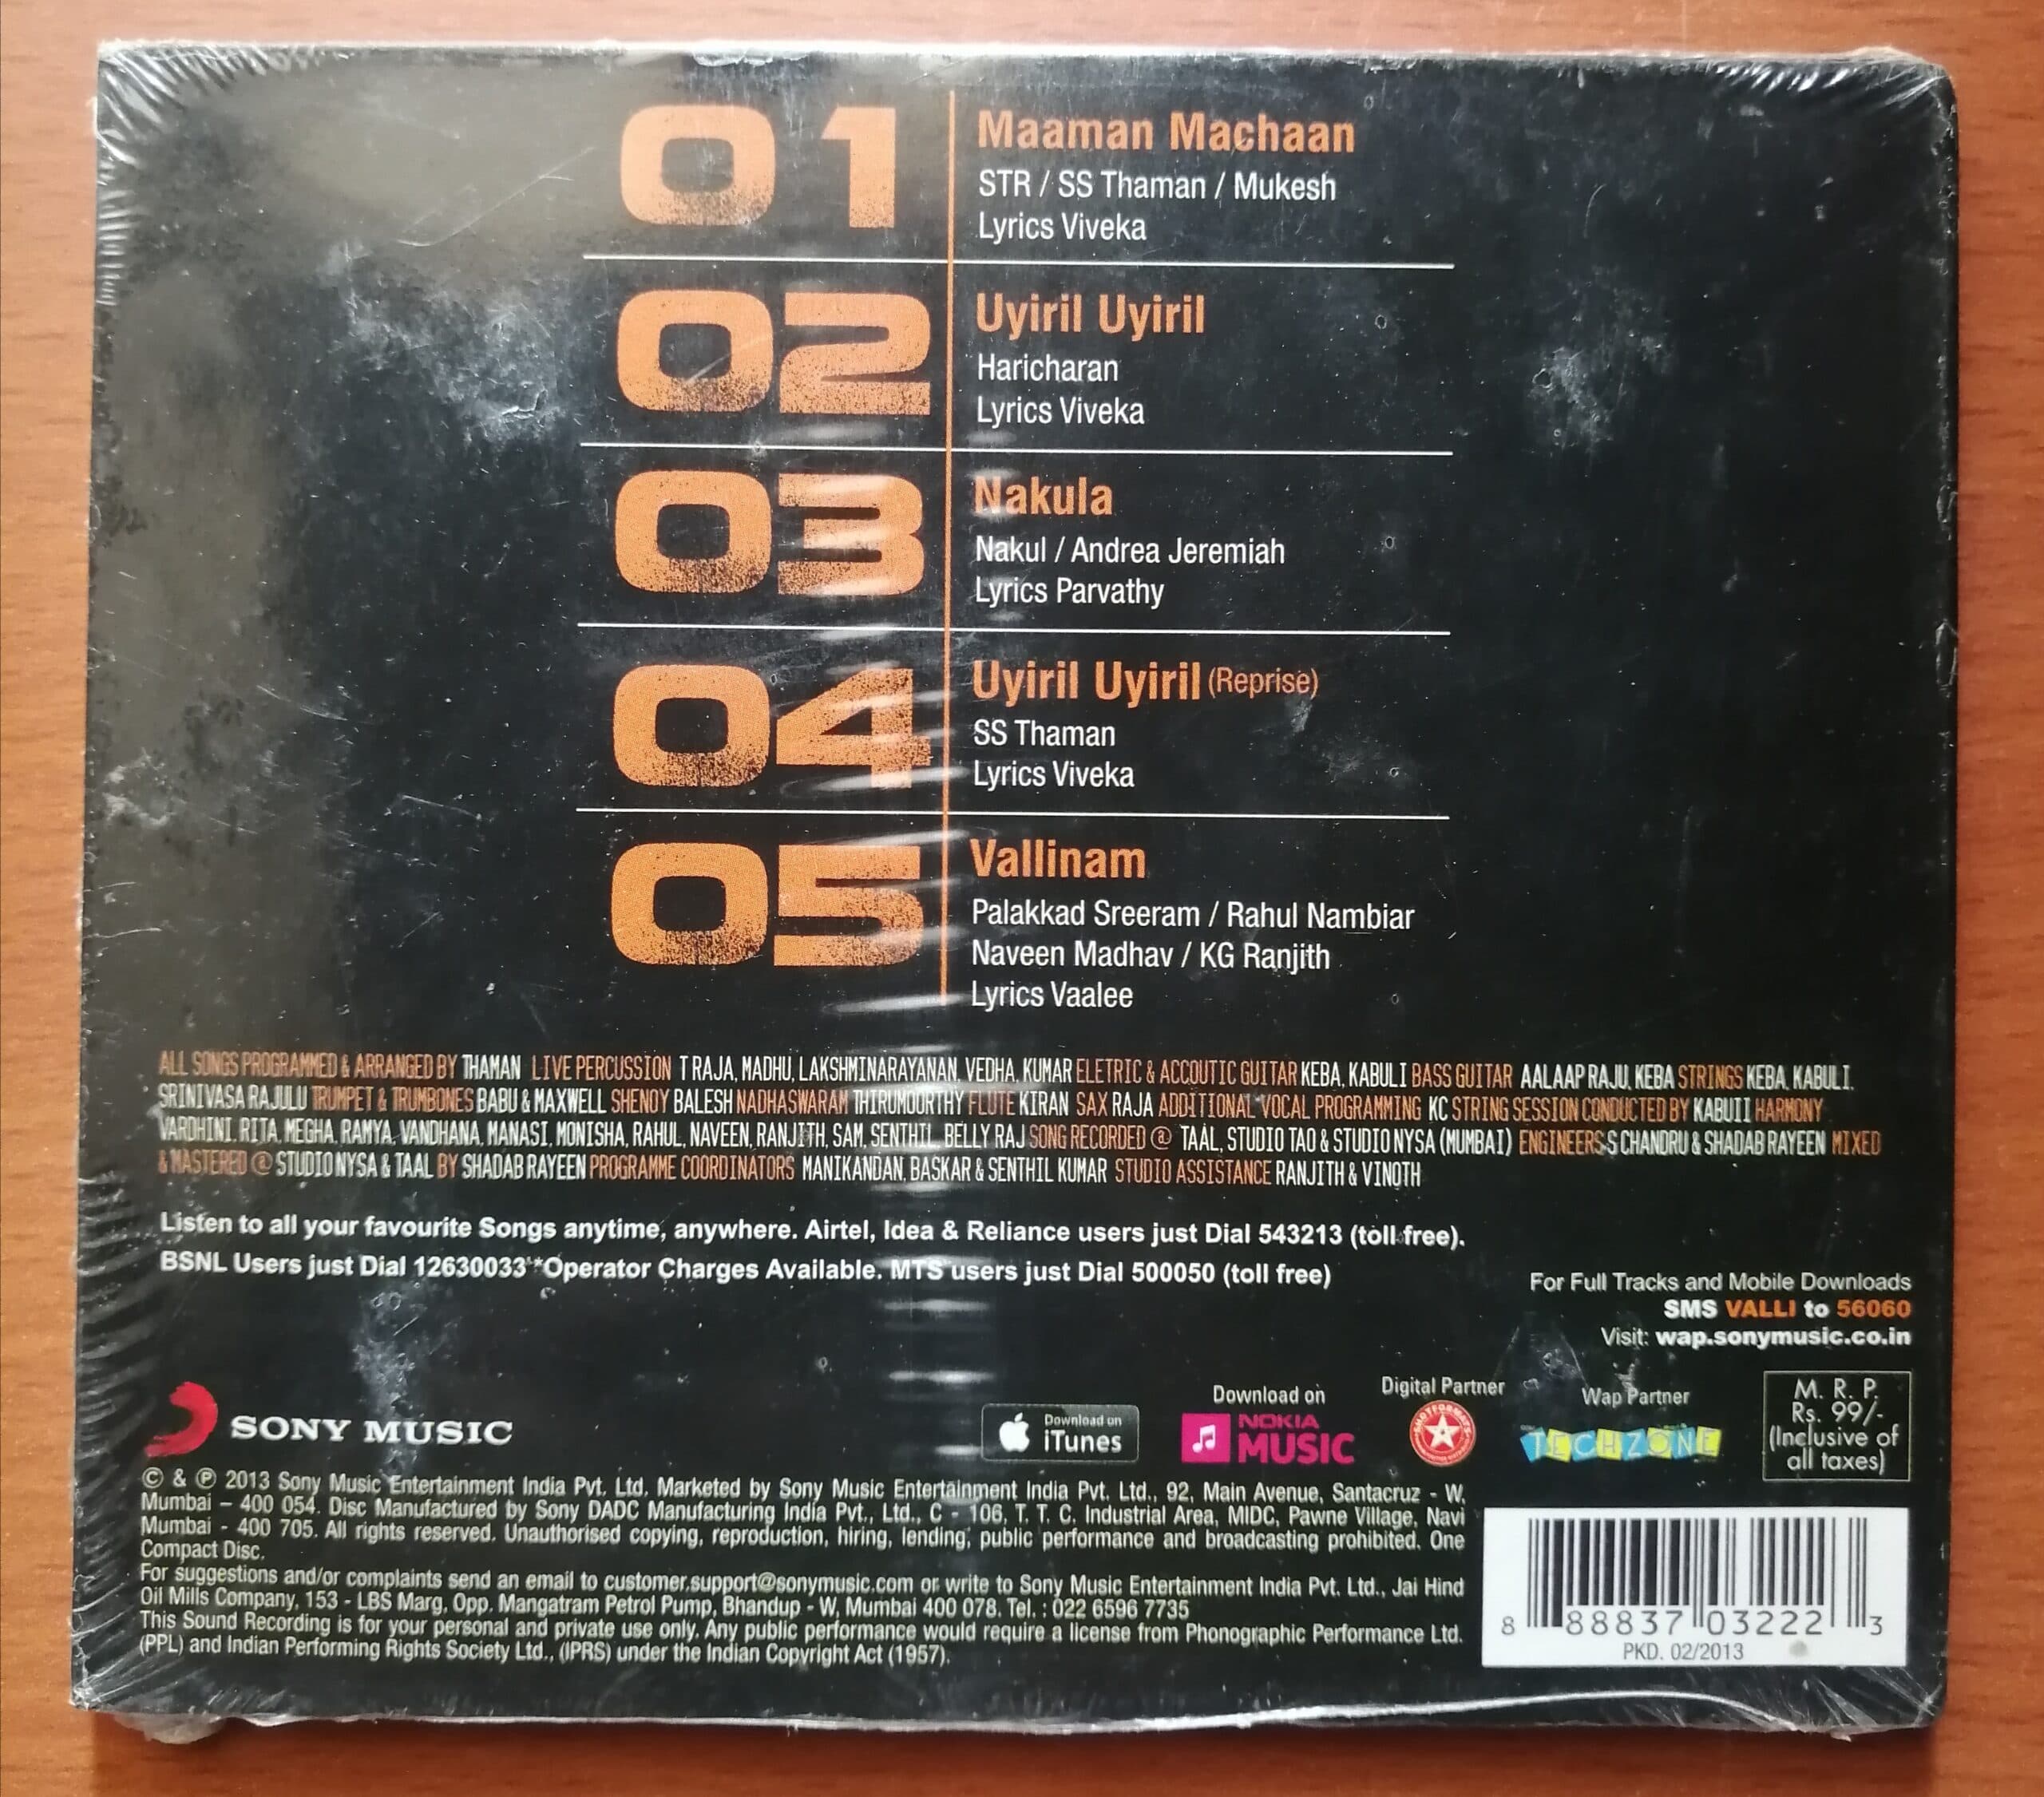 01
Maaman Machaan
STR / SS Thaman / Mukesh
Lyrics Viveka
02
Uyiril Uyiril
Haricharan
Lyrics Viveka
03
Nakula
Nakul / Andrea Jeremiah
Lyrics Parvathy
04
Uyiril Uyiril (Reprise)
SS Thaman
Lyrics Viveka
05
Vallinam
Palakkad Sreeram / Rahul Nambiar
Naveen Madhav / KG Ranjith
Lyrics Vaalee
ALL SONGS PROGRAMMED & ARRANGED BY THAMAN LIVE PERCUSSION T RAJA, MADHU, LAKSHMINARAYANAN, VEDHA, KUMAR ELETRIC & ACCOUTIC GUITAR KEBA, KABULI BASS GUITAR AALAAP RAJU, KEBA STRINGS KEBA, KABULI,
SRINIVASA RAJULU TRUMPET & TRUMBONES BABU & MAXWELL SHENOY BALESH NADHASWARAM THIRUMOORTHY FLUTE KIRAN SAX RAJA ADDITIONAL VOCAL PROGRAMMING KC STRING SESSION CONDUCTED BY KABUII HARMONY
VARDHINI, RITA, MEGHA, RAMYA, VANDHANA, MANASI, MONISHA, RAHUL, NAVEEN, RANJITH, SAM, SENTHIL, BELLY RAJ SONG RECORDED @ TAAL, STUDIO TAO & STUDIO NYSA (MUMBAI) ENGINEERS S CHANDRU & SHADAB RAYEEN MIXED
& MASTERED @ STUDIO NYSA & TAAL BY SHADAB RAYEEN PROGRAMME COORDINATORS MANIKANDAN, BASKAR & SENTHIL KUMAR STUDIO ASSISTANCE RANJITH & VINOTH
Listen to all your favourite Songs anytime, anywhere. Airtel, Idea & Reliance users just Dial 543213 (toll free).
BSNL Users just Dial 12630033**Operator Charges Available. MTS users just Dial 500050 (toll free)
For Full Tracks and Mobile Downloads
SMS VALLI to 56060
Visit: wap.sonymusic.co.in
SONY MUSIC
Download on
iTunes
Download on
NOKIA
MUSIC
Digital Partner
Wap Partner
TECHZONE
M. R. P.
Rs. 99/-
(Inclusive of
all taxes)
© & ℗ 2013 Sony Music Entertainment India Pvt. Ltd. Marketed by Sony Music Entertainment India Pvt. Ltd., 92, Main Avenue, Santacruz - W,
Mumbai – 400 054. Disc Manufactured by Sony DADC Manufacturing India Pvt., Ltd., C - 106, T. T. C. Industrial Area, MIDC, Pawne Village, Navi
Mumbai - 400 705. All rights reserved. Unauthorised copying, reproduction, hiring, lending, public performance and broadcasting prohibited. One
Compact Disc.
For suggestions and/or complaints send an email to customer.support@sonymusic.com or write to Sony Music Entertainment India Pvt. Ltd., Jai Hind
Oil Mills Company, 153 - LBS Marg, Opp. Mangatram Petrol Pump, Bhandup - W, Mumbai 400 078. Tel. : 022 6596 7735
This Sound Recording is for your personal and private use only. Any public performance would require a license from Phonographic Performance Ltd.
(PPL) and Indian Performing Rights Society Ltd., (IPRS) under the Indian Copyright Act (1957).
8 88837 03222 3
PKD. 02/2013